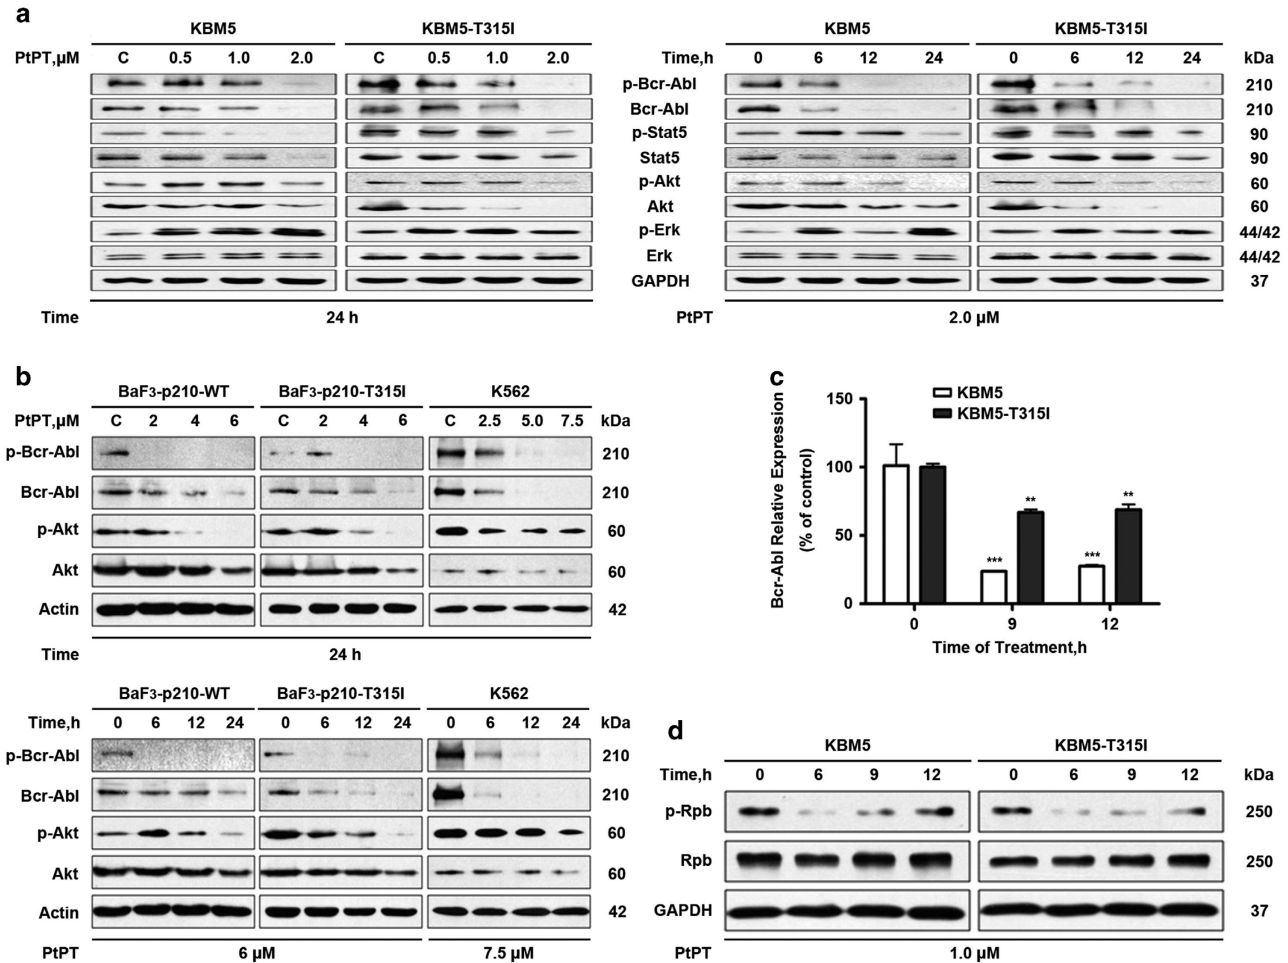 a
KBM5 KBM5-T315I
PtPT,µM C 0.5 1.0 2.0 C 0.5 1.0 2.0
Time 24 h
KBM5 KBM5-T315I
Time,h 0 6 12 24 0 6 12 24 kDa
p-Bcr-Abl 210
Bcr-Abl 210
p-Stat5 90
Stat5 90
p-Akt 60
Akt 60
p-Erk 44/42
Erk 44/42
GAPDH 37
PtPT 2.0 µM
b
BaF3-p210-WT BaF3-p210-T315I K562
PtPT,µM C 2 4 6 C 2 4 6 C 2.5 5.0 7.5 kDa
p-Bcr-Abl 210
Bcr-Abl 210
p-Akt 60
Akt 60
Actin 42
Time 24 h
BaF3-p210-WT BaF3-p210-T315I K562
Time,h 0 6 12 24 0 6 12 24 0 6 12 24 kDa
p-Bcr-Abl 210
Bcr-Abl 210
p-Akt 60
Akt 60
Actin 42
PtPT 6 µM 7.5 µM
c
Bcr-Abl Relative Expression
(% of control)
150
100
50
0
KBM5
KBM5-T315I
*** ** *** **
0 9 12
Time of Treatment,h
d
KBM5 KBM5-T315I
Time,h 0 6 9 12 0 6 9 12 kDa
p-Rpb 250
Rpb 250
GAPDH 37
PtPT 1.0 µM